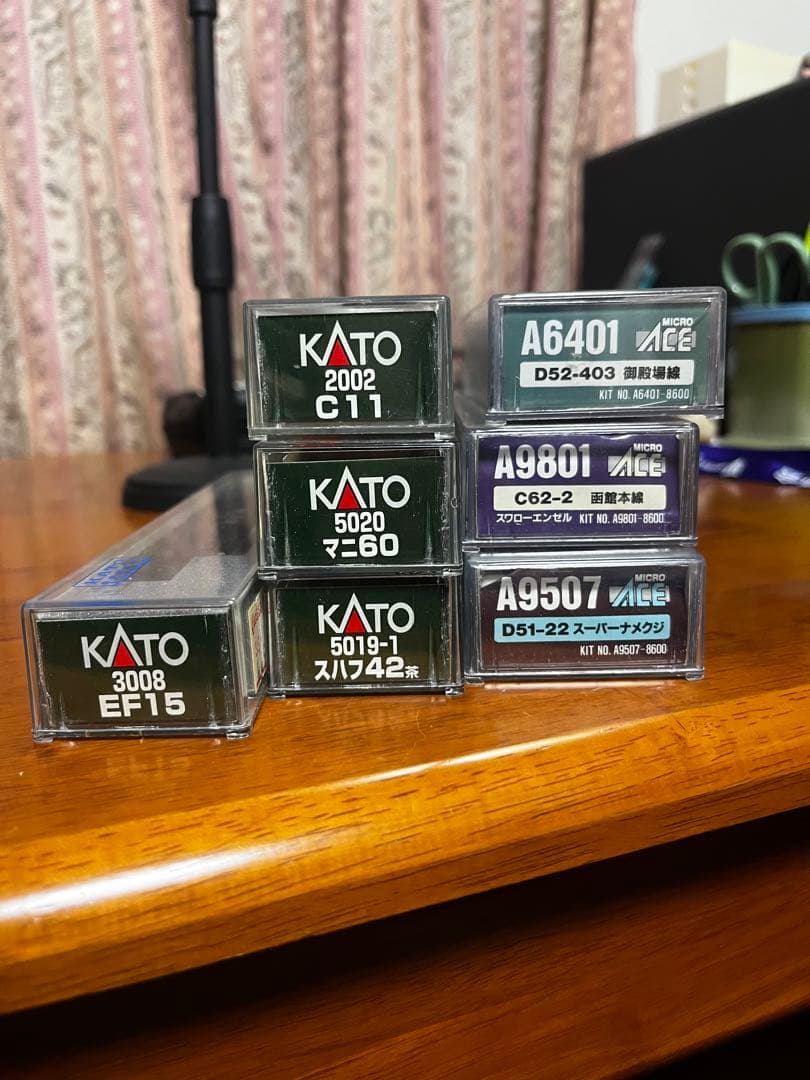 KATO
2002
C11
KATO
5020
マニ60
KATO
5019-1
スハフ42茶
KATO
3008
EF15
A6401 MICRO ACE
D52-403 御殿場線
KIT NO. A6401-8600
A9801 MICRO ACE
C62-2 函館本線
スワローエンゼル KIT NO. A9801-8600
A9507 MICRO ACE
D51-22 スーパーナメクジ
KIT NO. A9507-8600